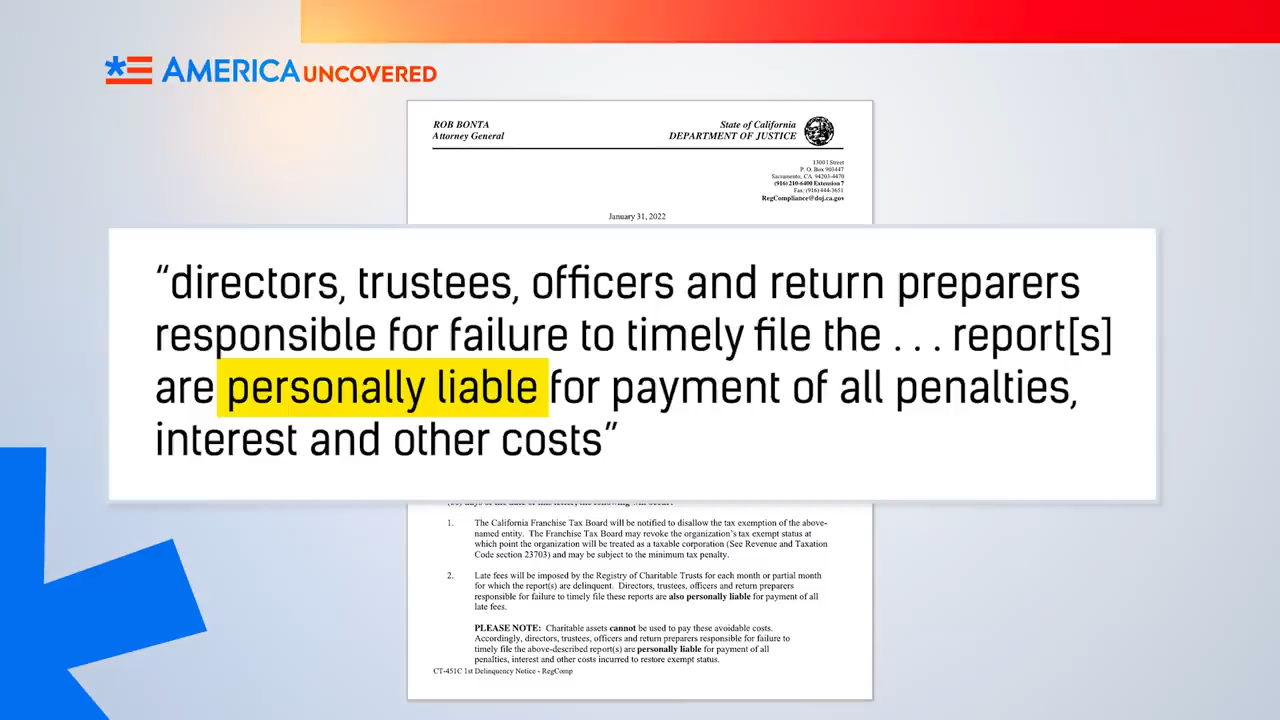 AMERICA UNCOVERED
ROB BONTA
Attorney General
State of California
DEPARTMENT OF JUSTICE
1300 I Street
P. O. Box 903447
Sacramento, CA 94203-4470
(916) 210-6400 Extension 7
Fax: (916) 444-3651
RegCompliance@doj.ca.gov
January 31, 2022
“directors, trustees, officers and return preparers
responsible for failure to timely file the . . . report[s]
are personally liable for payment of all penalties,
interest and other costs”
1. The California Franchise Tax Board will be notified to disallow the tax exemption of the above-
named entity. The Franchise Tax Board may revoke the organization’s tax exempt status at
which point the organization will be treated as a taxable corporation (See Revenue and Taxation
Code section 23703) and may be subject to the minimum tax penalty.
2. Late fees will be imposed by the Registry of Charitable Trusts for each month or partial month
for which the report(s) are delinquent. Directors, trustees, officers and return preparers
responsible for failure to timely file these reports are also personally liable for payment of all
late fees.
PLEASE NOTE: Charitable assets cannot be used to pay these avoidable costs.
Accordingly, directors, trustees, officers and return preparers responsible for failure to
timely file the above-described report(s) are personally liable for payment of all
penalties, interest and other costs incurred to restore exempt status.
CT-451C 1st Delinquency Notice - RegComp